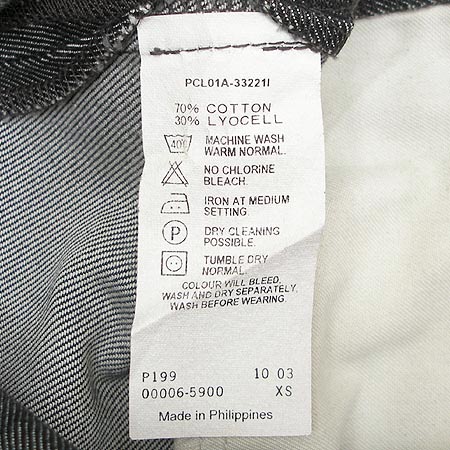 PCL01A-33221I
70% COTTON
30% LYOCELL
40° MACHINE WASH
WARM NORMAL.
NO CHLORINE
BLEACH.
IRON AT MEDIUM
SETTING.
P DRY CLEANING
POSSIBLE.
TUMBLE DRY
NORMAL.
COLOUR WILL BLEED,
WASH AND DRY SEPARATELY,
WASH BEFORE WEARING.
P199 10 03
00006-5900 XS
Made in Philippines